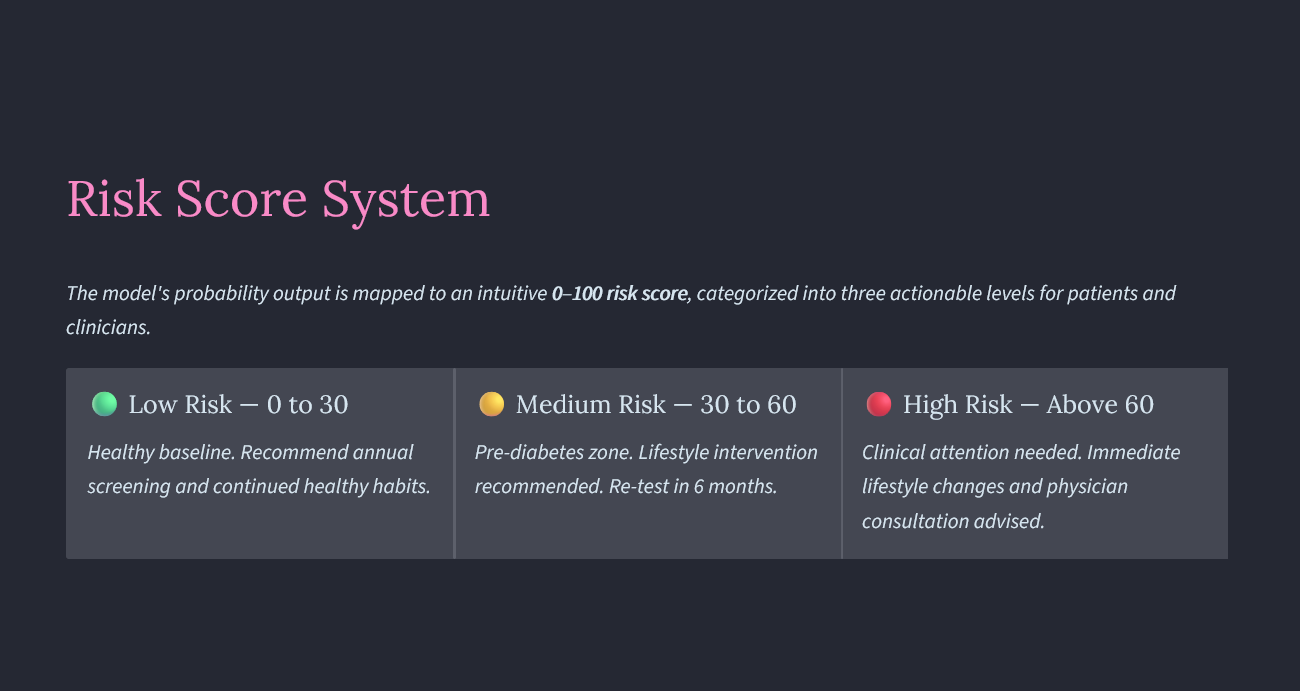 Risk Score System
The model's probability output is mapped to an intuitive 0–100 risk score, categorized into three actionable levels for patients and
clinicians.
Low Risk — 0 to 30
Healthy baseline. Recommend annual
screening and continued healthy habits.
Medium Risk — 30 to 60
Pre-diabetes zone. Lifestyle intervention
recommended. Re-test in 6 months.
High Risk — Above 60
Clinical attention needed. Immediate
lifestyle changes and physician
consultation advised.